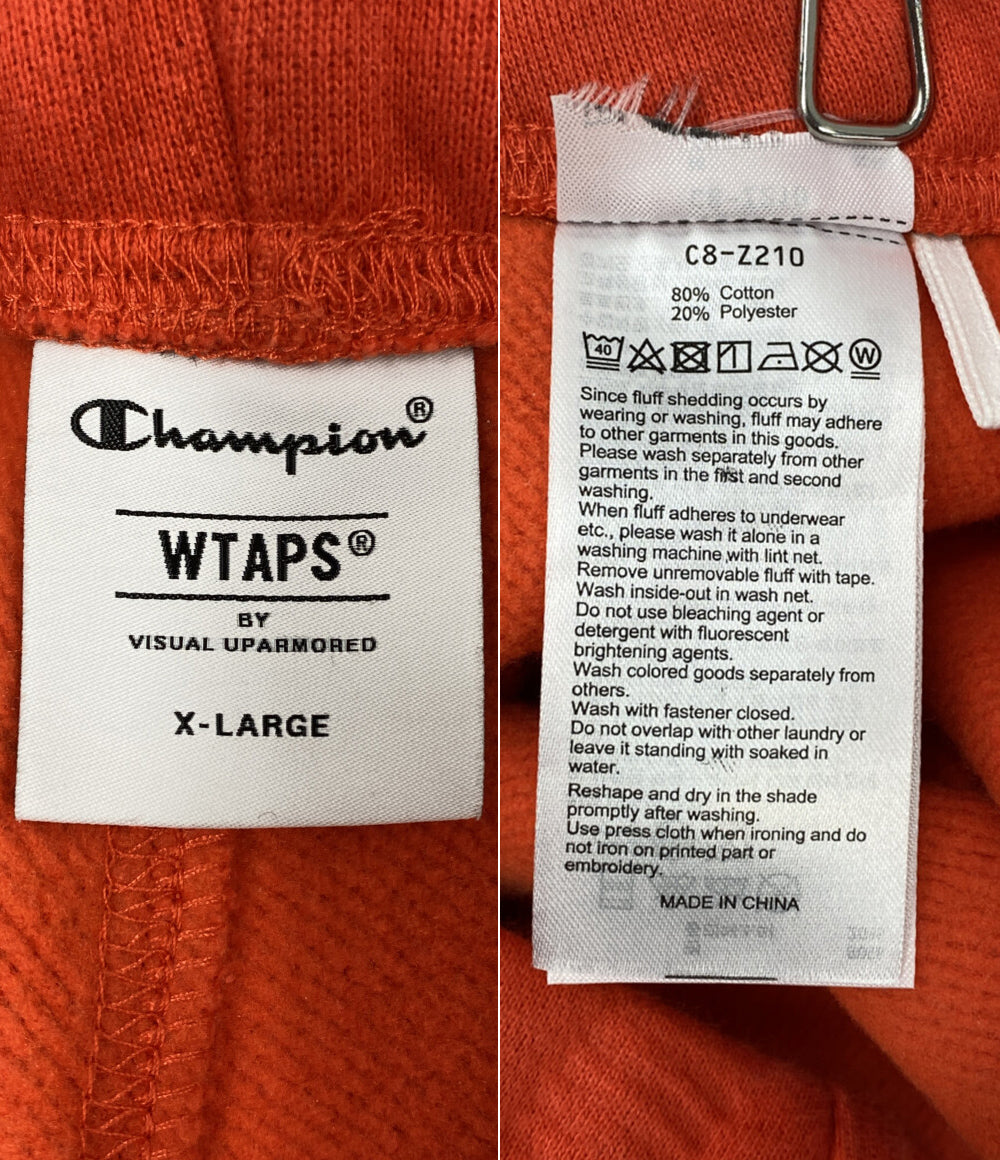 Champion®
WTAPS®
BY
VISUAL UPARMORED
X-LARGE
C8-Z210
80% Cotton
20% Polyester
40
W
Since fluff shedding occurs by
wearing or washing, fluff may adhere
to other garments in this goods.
Please wash separately from other
garments in the first and second
washing.
When fluff adheres to underwear
etc., please wash it alone in a
washing machine with lint net.
Remove unremovable fluff with tape.
Wash inside-out in wash net.
Do not use bleaching agent or
detergent with fluorescent
brightening agents.
Wash colored goods separately from
others.
Wash with fastener closed.
Do not overlap with other laundry or
leave it standing with soaked in
water.
Reshape and dry in the shade
promptly after washing.
Use press cloth when ironing and do
not iron on printed part or
embroidery.
MADE IN CHINA